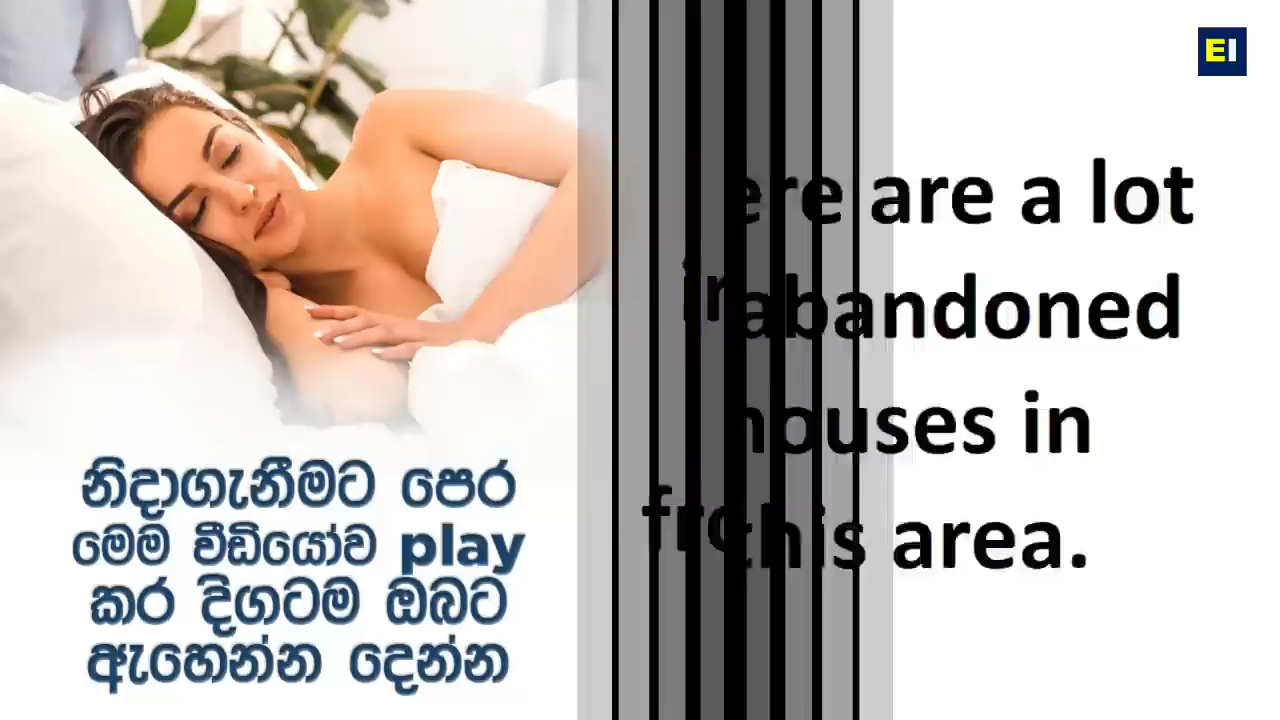 EI
නිදාගැනීමට පෙර
මෙම වීඩියෝව play
කර දිගටම ඔබට
ඇහෙන්න දෙන්න
are a lot
abandoned
houses in
this area.